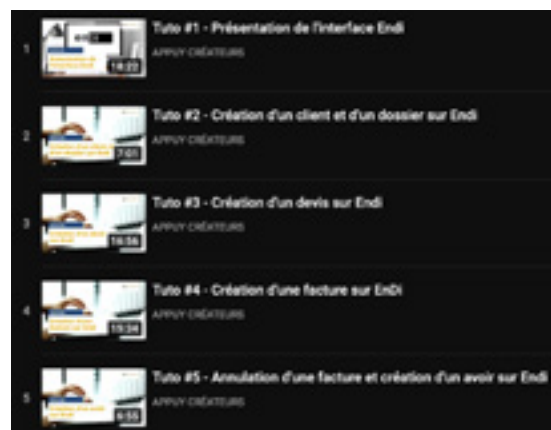 1
Tuto #1 - Présentation de l'interface Endi
APPUY CRÉATEURS
18:22
2
Tuto #2 - Création d'un client et d'un dossier sur Endi
APPUY CRÉATEURS
7:01
3
Tuto #3 - Création d'un devis sur Endi
APPUY CRÉATEURS
16:56
4
Tuto #4 - Création d'une facture sur EnDi
APPUY CRÉATEURS
15:34
5
Tuto #5 - Annulation d'une facture et création d'un avoir sur Endi
APPUY CRÉATEURS
6:55